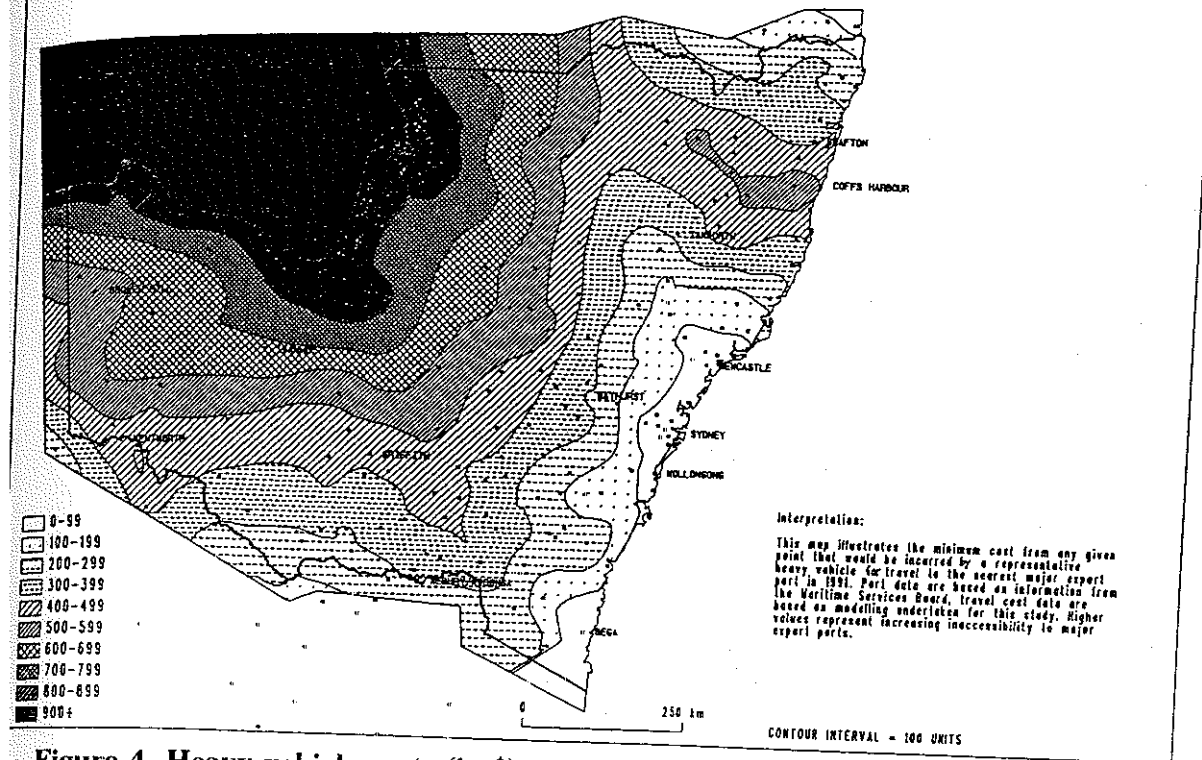 GRAFTON
COFFS HARBOUR
TAMWORTH
NEWCASTLE
BATHURST
SYDNEY
WENTWORTH
GRIFFITH
WOLLONGONG
BEGA
0-99
100-199
200-299
300-399
400-499
500-599
600-699
700-799
800-899
900+
Interpretation:
This map illustrates the minimum cost from any given
point that would be incurred by a representative
heavy vehicle for travel to the nearest major export
port in 1991. Port data are based on information from
the Maritime Services Board, travel cost data are
based on modelling undertaken for this study. Higher
values represent increasing inaccessibility to major
export ports.
0 250 km
CONTOUR INTERVAL = 100 UNITS
Figure 4 Heavy vehicle